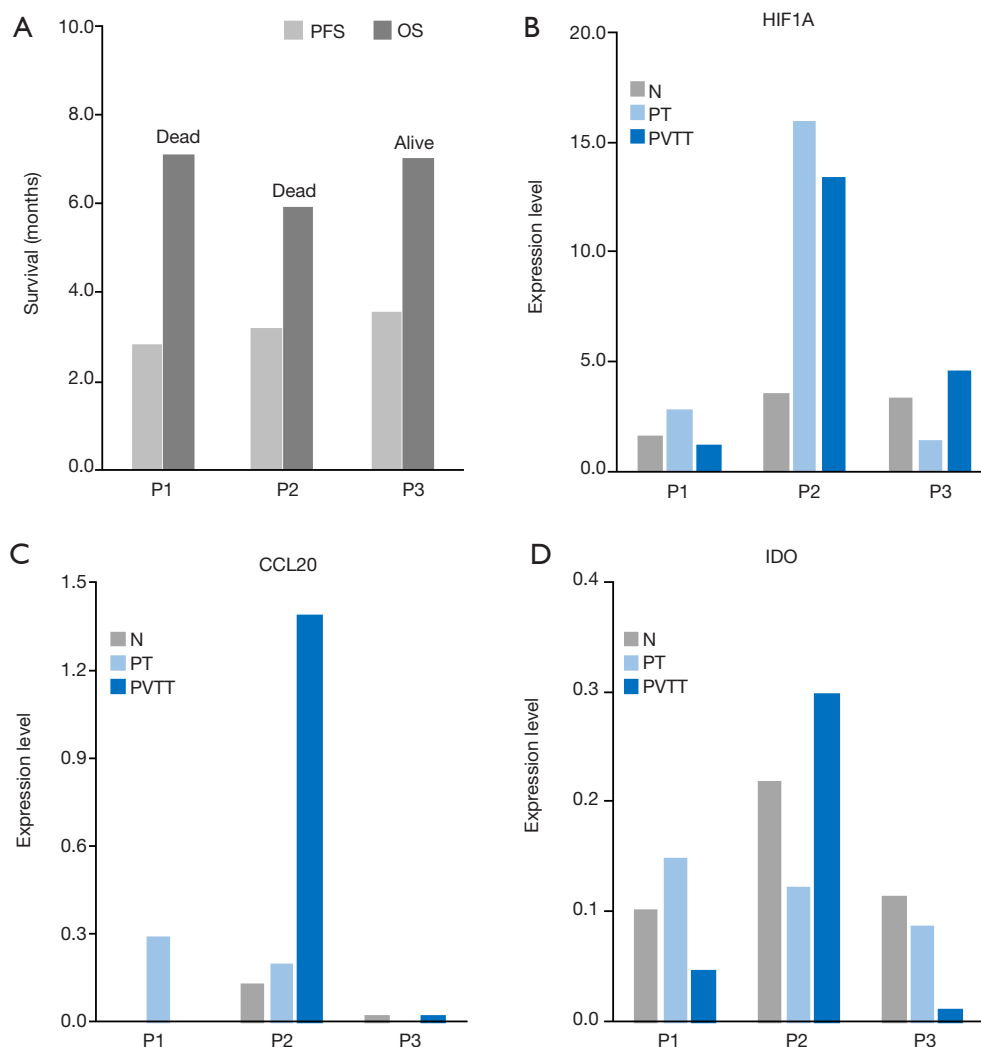 A
PFS OS
Survival (months)
10.0
8.0
6.0
4.0
2.0
0.0
Dead
Dead
Alive
P1 P2 P3
B
HIF1A
N
PT
PVTT
Expression level
20.0
15.0
10.0
5.0
0.0
P1 P2 P3
C
CCL20
N
PT
PVTT
Expression level
1.5
1.2
0.9
0.6
0.3
0.0
P1 P2 P3
D
IDO
N
PT
PVTT
Expression level
0.4
0.3
0.2
0.1
0.0
P1 P2 P3